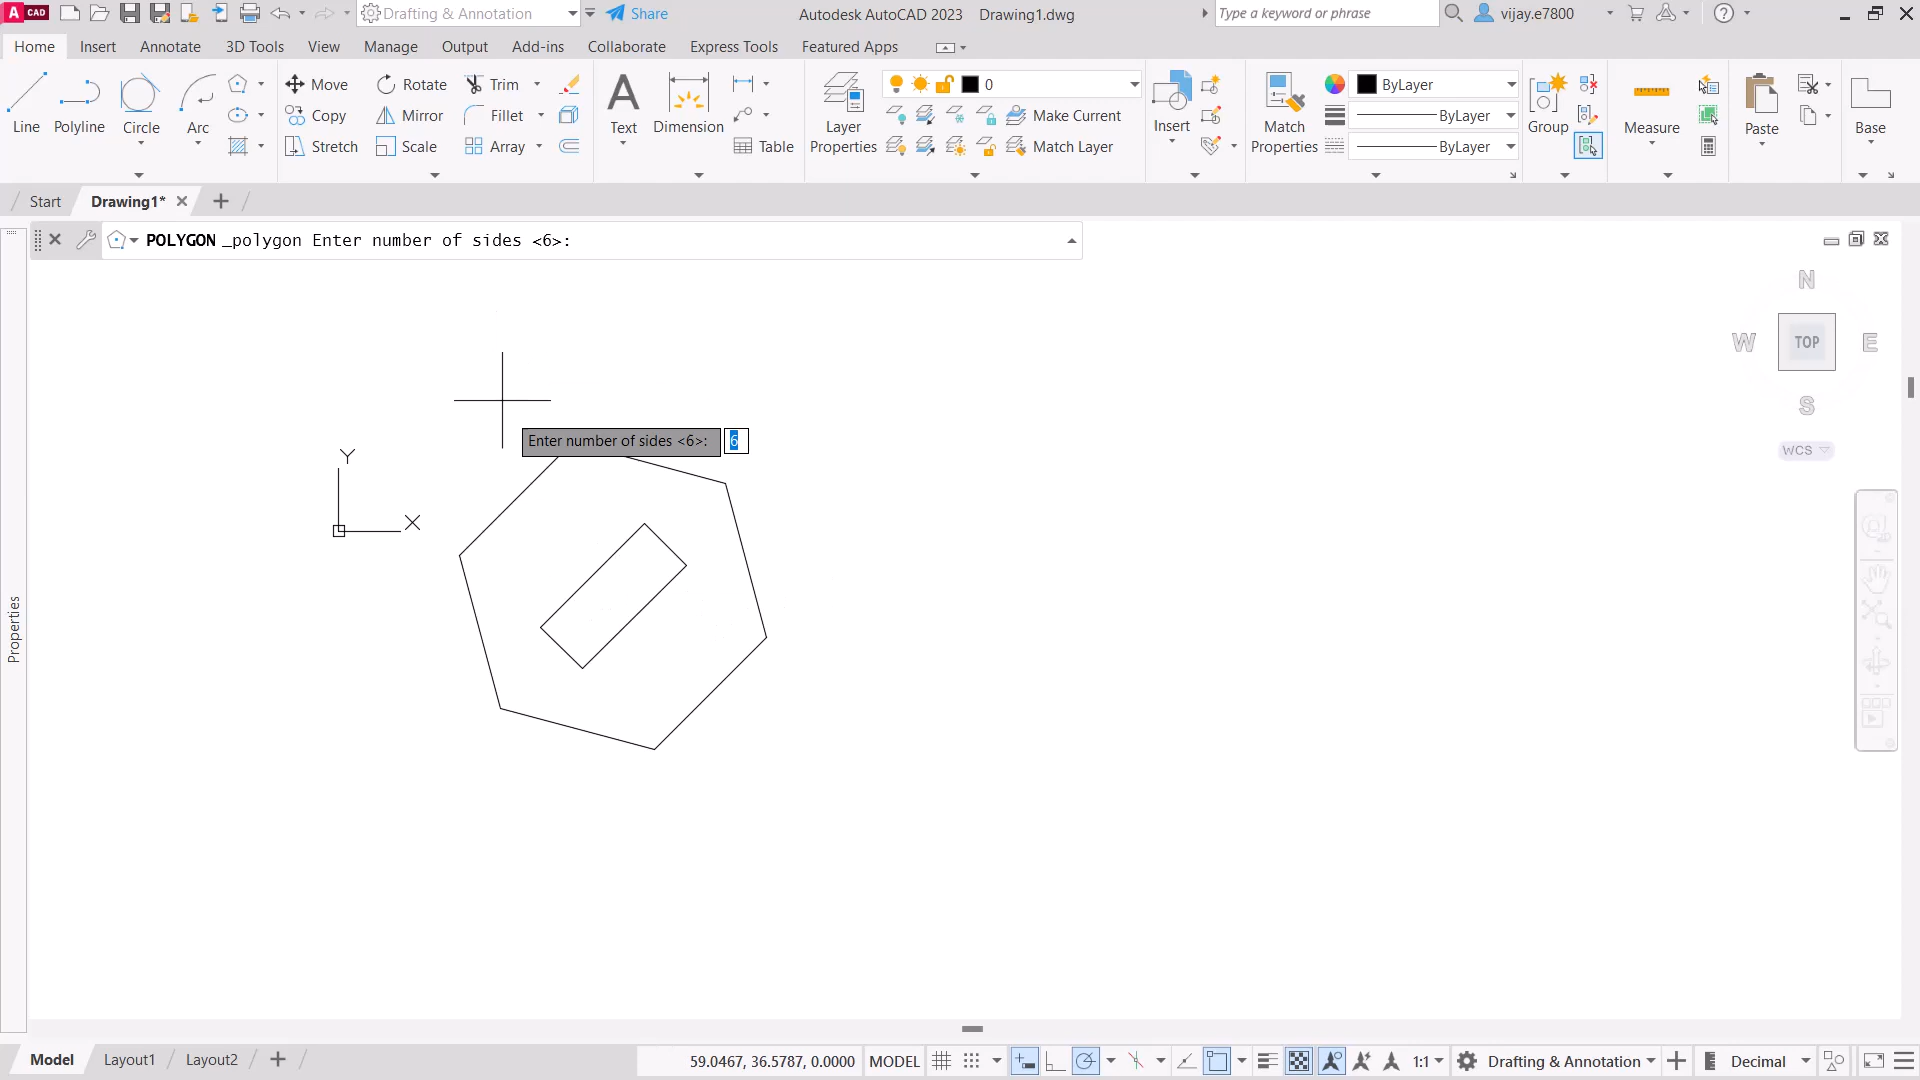 A CAD
Drafting & Annotation
Share
Autodesk AutoCAD 2023 Drawing1.dwg
Type a keyword or phrase
vijay.e7800
Home Insert Annotate 3D Tools View Manage Output Add-ins Collaborate Express Tools Featured Apps
Line
Polyline
Circle
Arc
Move
Rotate
Trim
Copy
Mirror
Fillet
Stretch
Scale
Array
Text
Dimension
Table
Layer
Properties
0
Make Current
Match Layer
Insert
Match
Properties
ByLayer
ByLayer
ByLayer
Group
Measure
Paste
Base
Start
Drawing1*
POLYGON _polygon Enter number of sides <6>:
N
W
TOP
E
S
WCS
Enter number of sides <6>: 6
Y
X
Properties
Model
Layout1
Layout2
59.0467, 36.5787, 0.0000
MODEL
1:1
Drafting & Annotation
Decimal